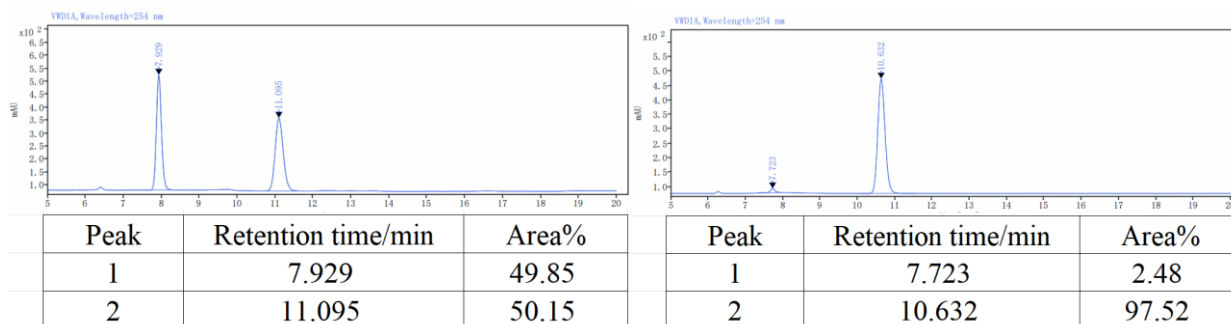 VWD1A,Wavelength=254 nm
x10 2
6.5
6.0
5.5
5.0
4.5
4.0
3.5
3.0
2.5
2.0
1.5
1.0
mAU
7.929
11.095
5 6 7 8 9 10 11 12 13 14 15 16 17 18 19 20
Peak Retention time/min Area%
1 7.929 49.85
2 11.095 50.15
VWD1A,Wavelength=254 nm
x10 2
5.5
5.0
4.5
4.0
3.5
3.0
2.5
2.0
1.5
1.0
mAU
7.723
10.632
5 6 7 8 9 10 11 12 13 14 15 16 17 18 19 20
Peak Retention time/min Area%
1 7.723 2.48
2 10.632 97.52